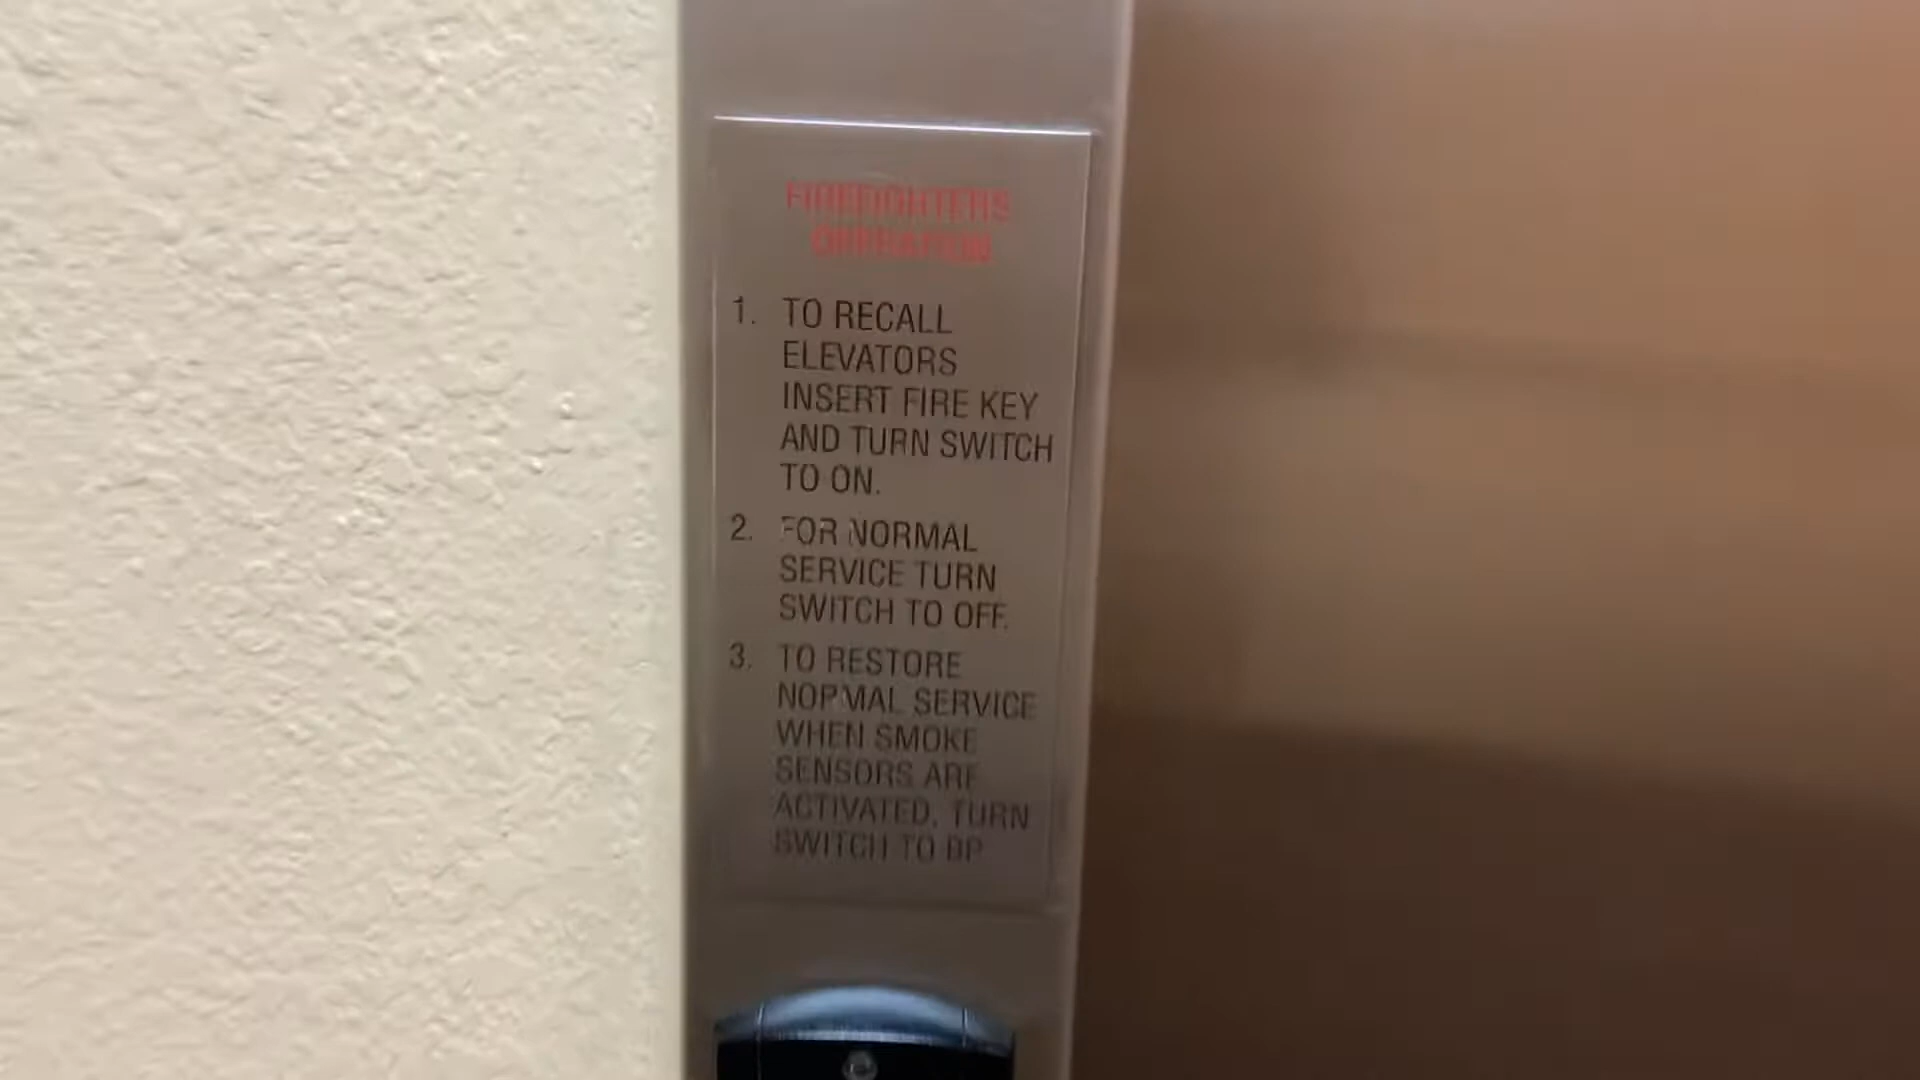 FIREFIGHTERS
OPERATION
1. TO RECALL
ELEVATORS
INSERT FIRE KEY
AND TURN SWITCH
TO ON.
2. FOR NORMAL
SERVICE TURN
SWITCH TO OFF.
3. TO RESTORE
NORMAL SERVICE
WHEN SMOKE
SENSORS ARE
ACTIVATED, TURN
SWITCH TO BP